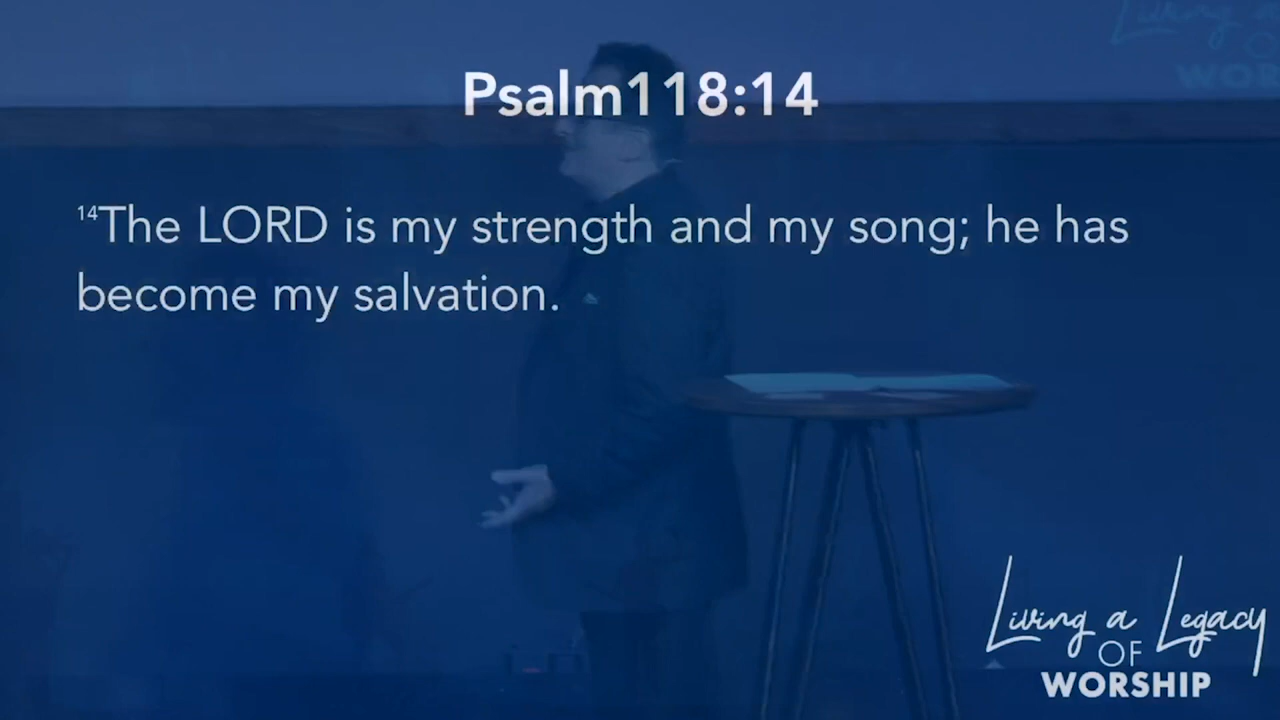 Psalm118:14
14The LORD is my strength and my song; he has
become my salvation.
Living a Legacy
OF
WORSHIP